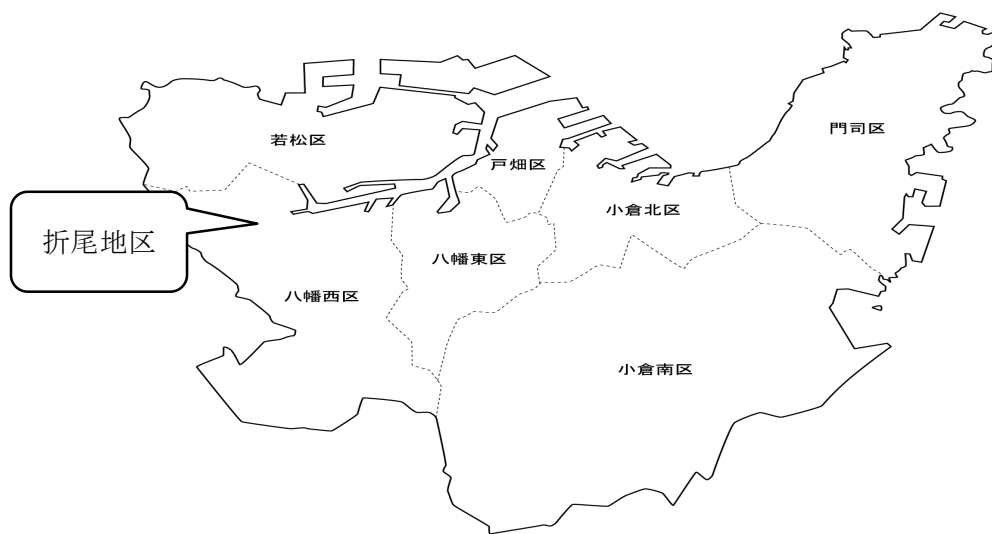 若松区
戸畑区
門司区
小倉北区
折尾地区
八幡東区
八幡西区
小倉南区